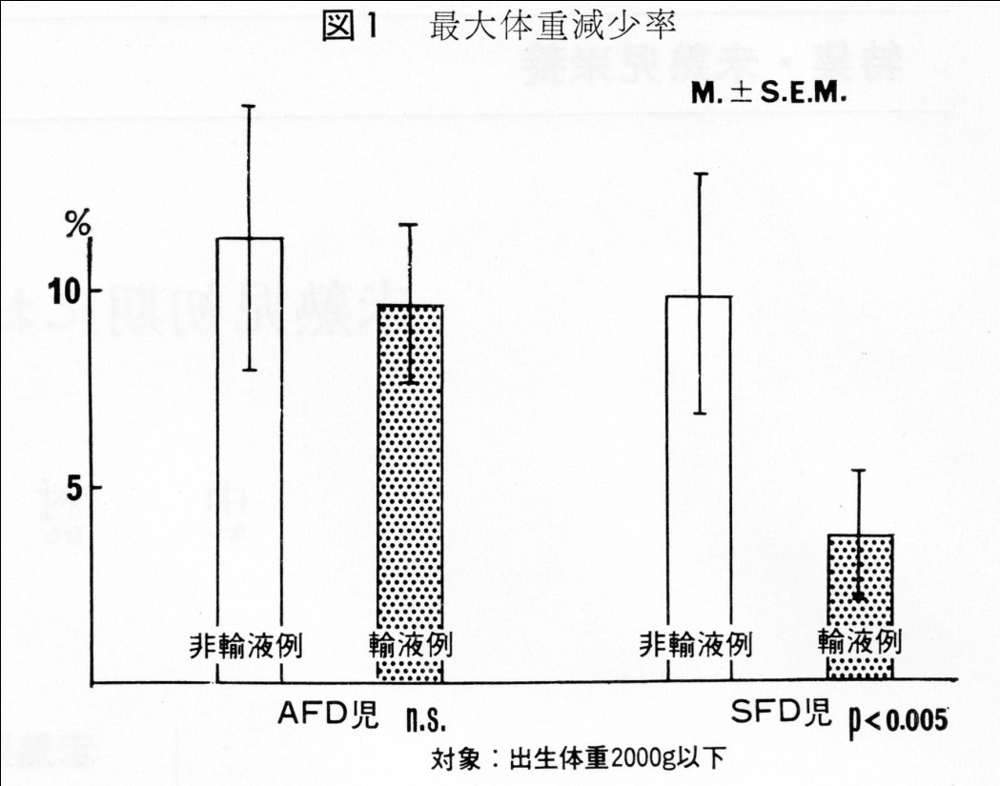 図1 最大体重減少率
M. ± S.E.M.
%
10
5
非輸液例 輸液例 非輸液例 輸液例
AFD児 n.s. SFD児 p<0.005
対象：出生体重2000g以下